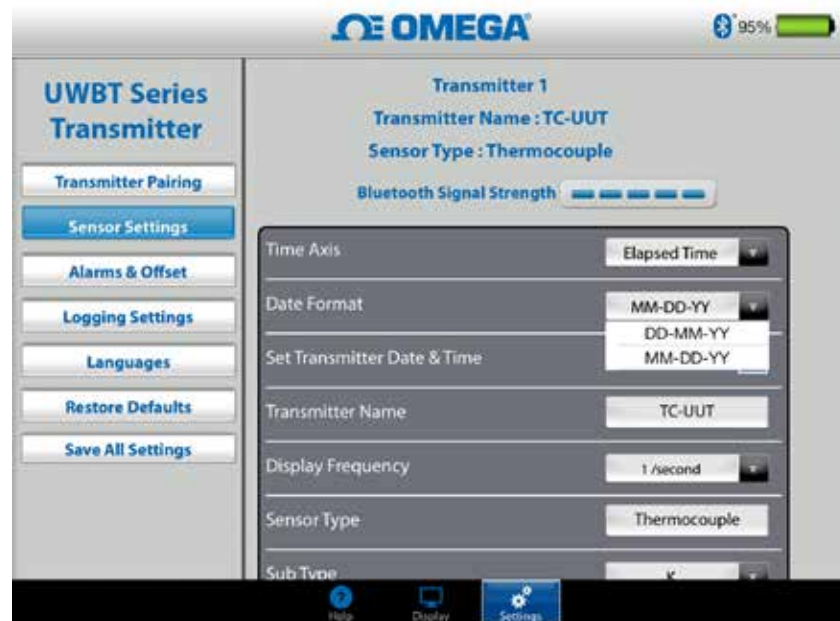 OMEGA
95%
UWBT Series
Transmitter
Transmitter Pairing
Sensor Settings
Alarms & Offset
Logging Settings
Languages
Restore Defaults
Save All Settings
Transmitter 1
Transmitter Name : TC-UUT
Sensor Type : Thermocouple
Bluetooth Signal Strength
Time Axis Elapsed Time
Date Format MM-DD-YY
DD-MM-YY
MM-DD-YY
Set Transmitter Date & Time
Transmitter Name TC-UUT
Display Frequency 1 /second
Sensor Type Thermocouple
Sub Type K
Help Display Settings